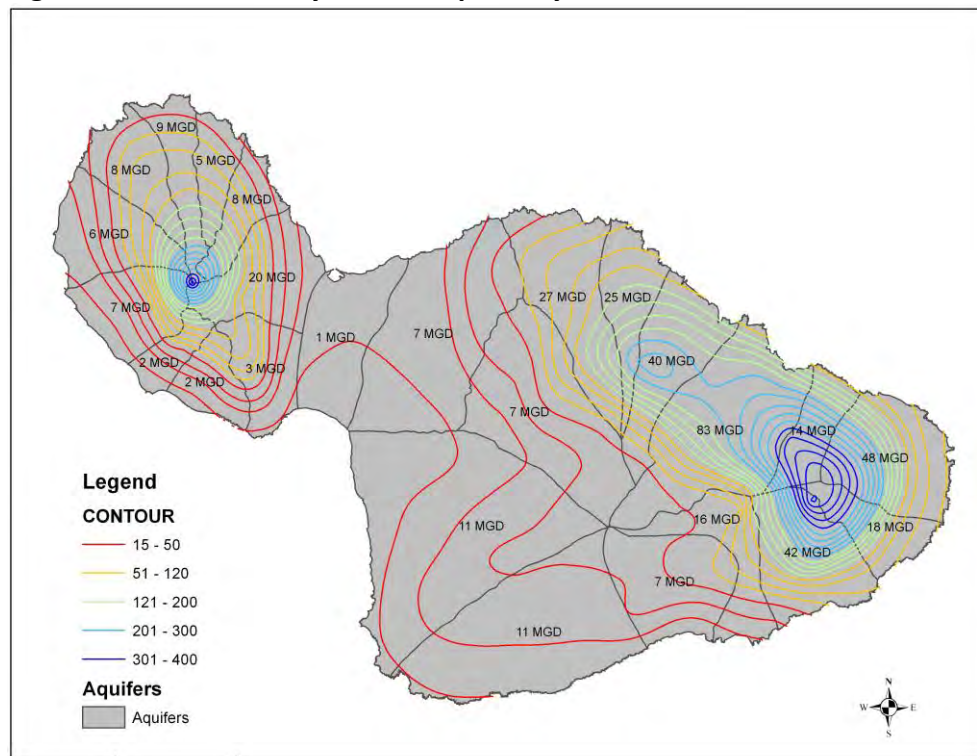 9 MGD
8 MGD
5 MGD
8 MGD
6 MGD
20 MGD
7 MGD
2 MGD
2 MGD
3 MGD
1 MGD
7 MGD
27 MGD
25 MGD
40 MGD
7 MGD
83 MGD
14 MGD
48 MGD
11 MGD
16 MGD
18 MGD
42 MGD
7 MGD
11 MGD
Legend
CONTOUR
15 - 50
51 - 120
121 - 200
201 - 300
301 - 400
Aquifers
Aquifers
N
W E
S